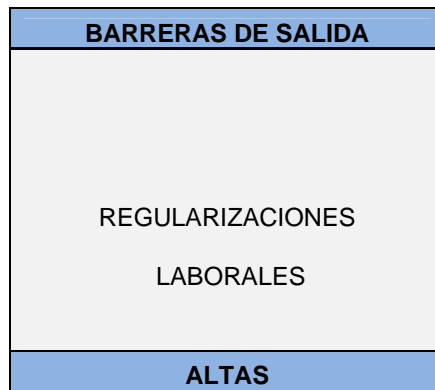 BARRERAS DE SALIDA
REGULARIZACIONES
LABORALES
ALTAS